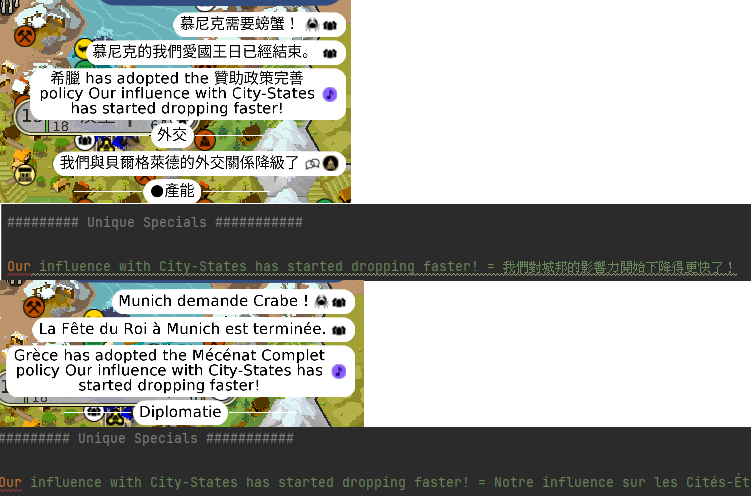 慕尼克需要螃蟹！
慕尼克的我們愛國王日已經結束。
希臘 has adopted the 贊助政策完善
policy Our influence with City-States
has started dropping faster!
18
外交
我們與貝爾格萊德的外交關係降級了
●產能
######### Unique Specials ###########
Our influence with City-States has started dropping faster! = 我們對城邦的影響力開始下降得更快了！
Munich demande Crabe !
La Fête du Roi à Munich est terminée.
Grèce has adopted the Mécénat Complet
policy Our influence with City-States has
started dropping faster!
18
Diplomatie
######### Unique Specials ###########
Our influence with City-States has started dropping faster! = Notre influence sur les Cités-Ét